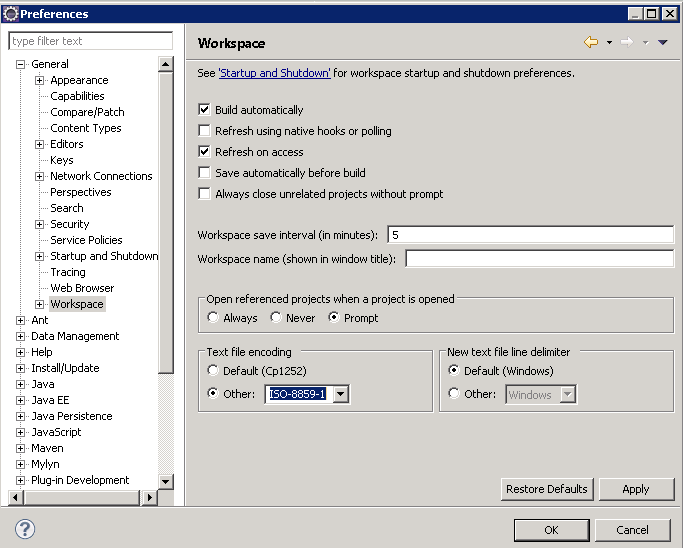 Preferences
type filter text
General
Appearance
Capabilities
Compare/Patch
Content Types
Editors
Keys
Network Connections
Perspectives
Search
Security
Service Policies
Startup and Shutdown
Tracing
Web Browser
Workspace
Ant
Data Management
Help
Install/Update
Java
Java EE
Java Persistence
JavaScript
Maven
Mylyn
Plug-in Development
Workspace
See 'Startup and Shutdown' for workspace startup and shutdown preferences.
Build automatically
Refresh using native hooks or polling
Refresh on access
Save automatically before build
Always close unrelated projects without prompt
Workspace save interval (in minutes): 5
Workspace name (shown in window title):
Open referenced projects when a project is opened
Always Never Prompt
Text file encoding
Default (Cp1252)
Other: ISO-8859-1
New text file line delimiter
Default (Windows)
Other: Windows
Restore Defaults Apply
? OK Cancel